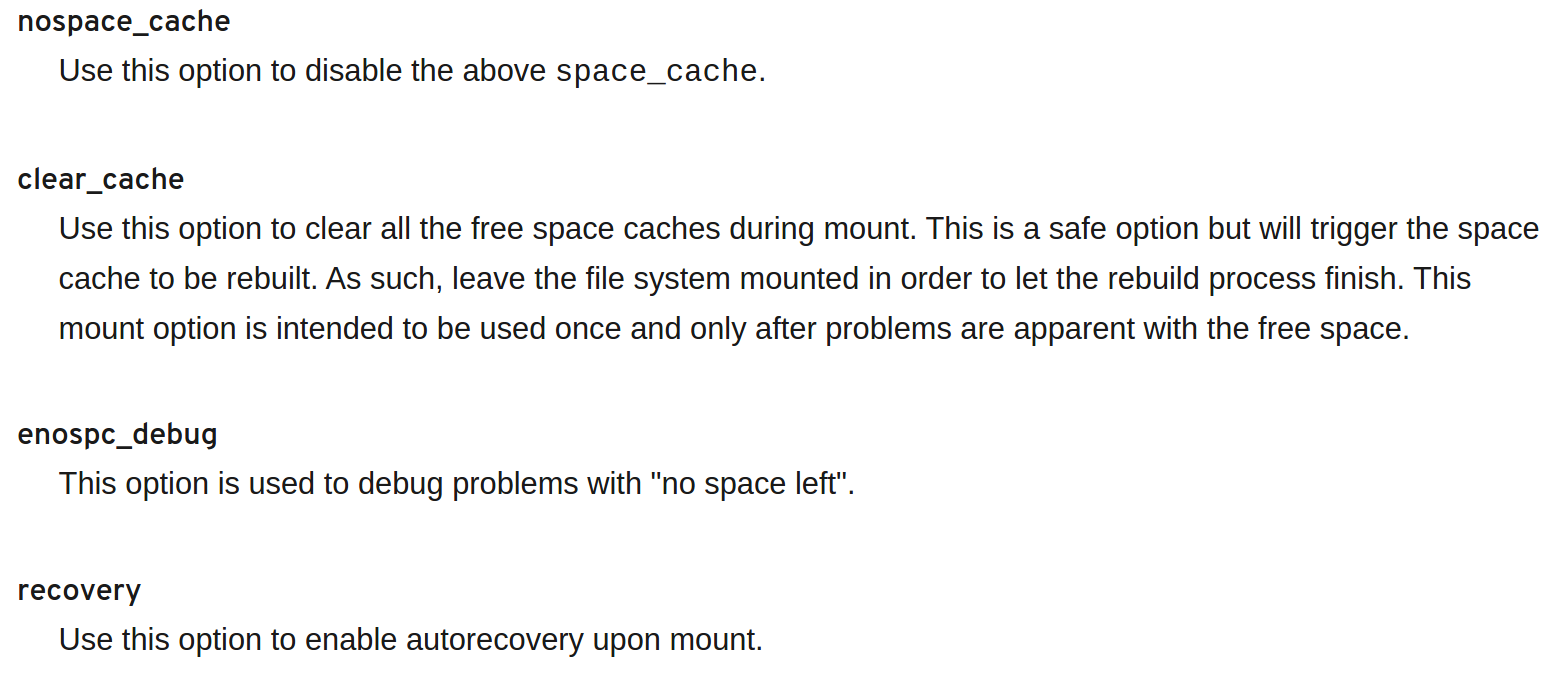 nospace_cache
Use this option to disable the above space_cache.
clear_cache
Use this option to clear all the free space caches during mount. This is a safe option but will trigger the space
cache to be rebuilt. As such, leave the file system mounted in order to let the rebuild process finish. This
mount option is intended to be used once and only after problems are apparent with the free space.
enospc_debug
This option is used to debug problems with "no space left".
recovery
Use this option to enable autorecovery upon mount.